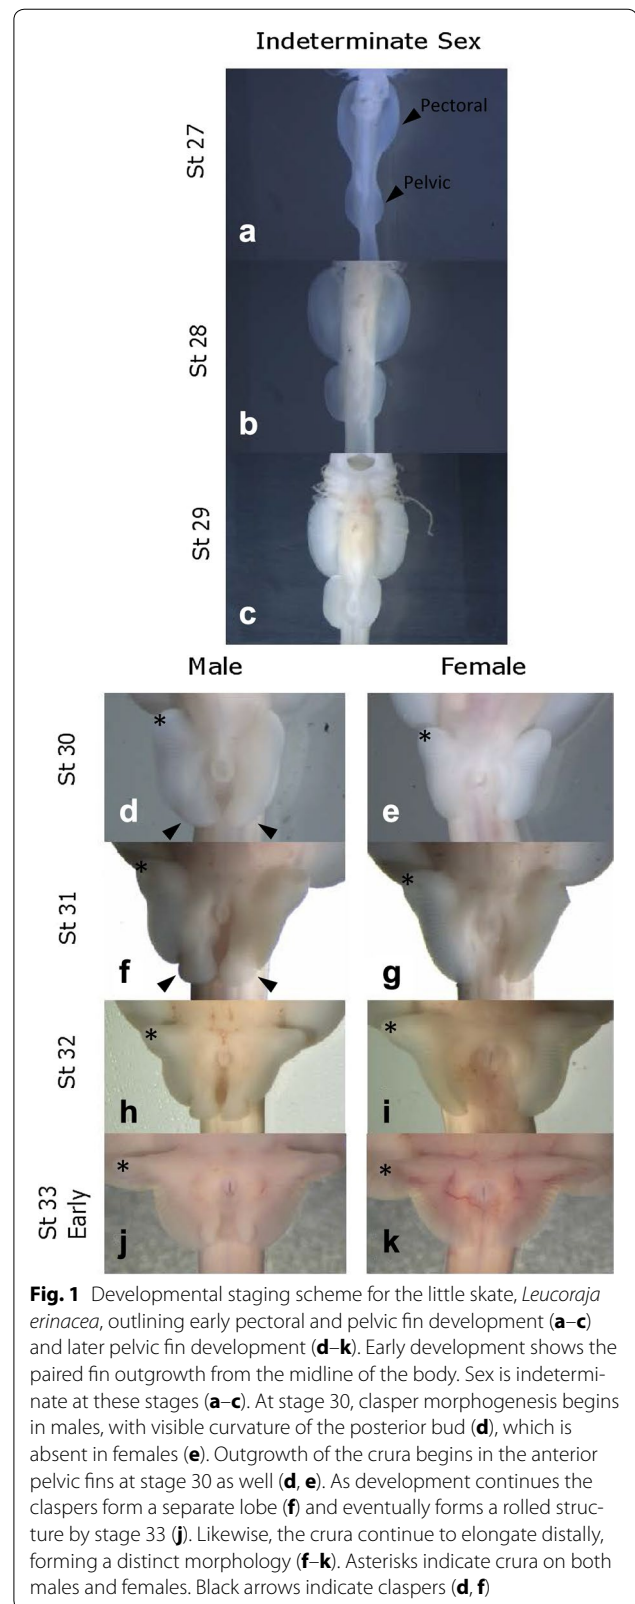 Indeterminate Sex
St 27
Pectoral
Pelvic
a
St 28
b
St 29
c
Male
Female
St 30
*
d
*
e
St 31
*
f
*
g
St 32
*
h
*
i
St 33
Early
*
j
*
k
Fig. 1 Developmental staging scheme for the little skate, Leucoraja
erinacea, outlining early pectoral and pelvic fin development (a–c)
and later pelvic fin development (d–k). Early development shows the
paired fin outgrowth from the midline of the body. Sex is indetermi-
nate at these stages (a–c). At stage 30, clasper morphogenesis begins
in males, with visible curvature of the posterior bud (d), which is
absent in females (e). Outgrowth of the crura begins in the anterior
pelvic fins at stage 30 as well (d, e). As development continues the
claspers form a separate lobe (f) and eventually forms a rolled struc-
ture by stage 33 (j). Likewise, the crura continue to elongate distally,
forming a distinct morphology (f–k). Asterisks indicate crura on both
males and females. Black arrows indicate claspers (d, f)